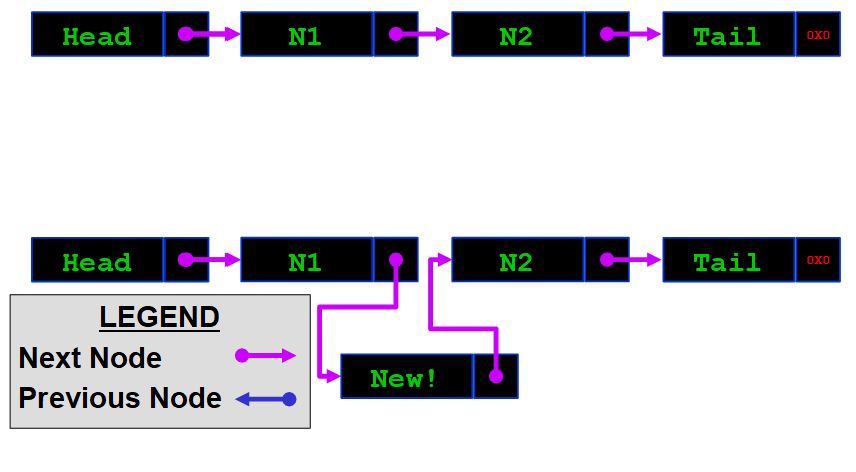 Head N1 N2 Tail 0X0
Head N1 N2 Tail 0X0
LEGEND
Next Node
Previous Node
New!